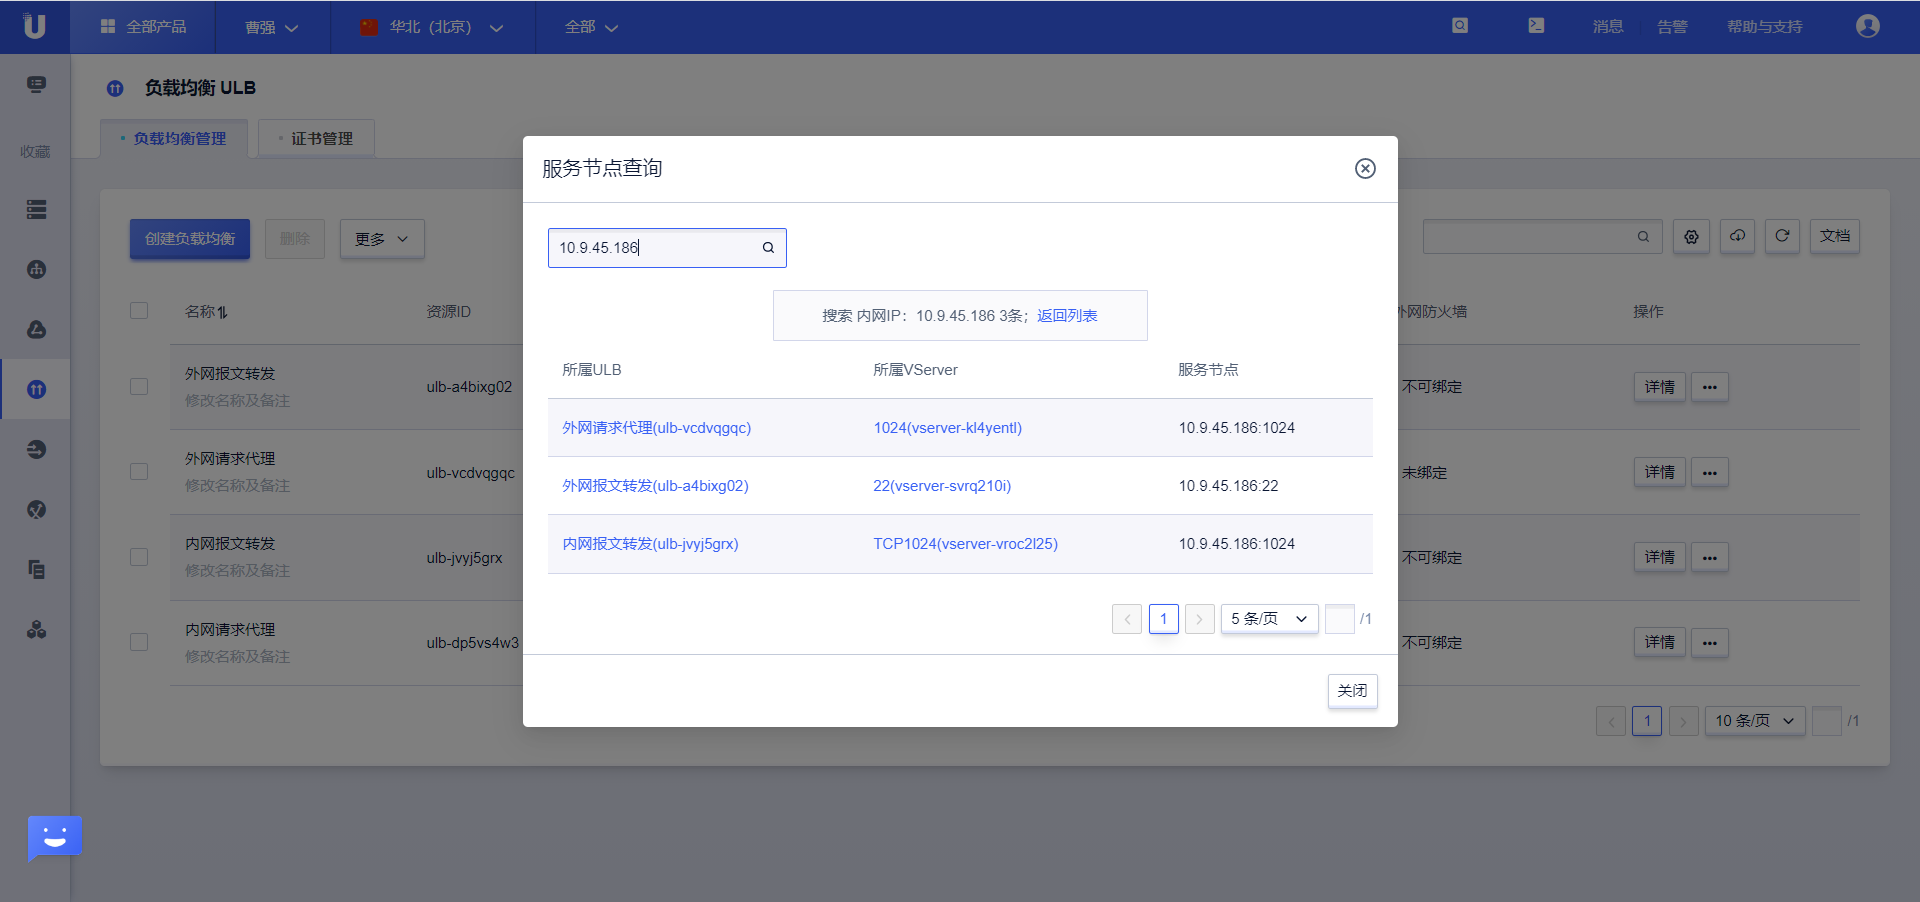 全部产品
曹强
华北（北京）
全部
消息
告警
帮助与支持
负载均衡 ULB
负载均衡管理
证书管理
收藏
创建负载均衡
删除
更多
文档
名称
资源ID
外网防火墙
操作
外网报文转发
修改名称及备注
ulb-a4bixg02
不可绑定
详情
外网请求代理
修改名称及备注
ulb-vcdvqgqc
未绑定
详情
内网报文转发
修改名称及备注
ulb-jvyj5grx
不可绑定
详情
内网请求代理
修改名称及备注
ulb-dp5vs4w3
不可绑定
详情
1
10 条/页
/1
服务节点查询
10.9.45.186
搜索 内网IP：10.9.45.186 3条；返回列表
所属ULB 所属VServer 服务节点
外网请求代理(ulb-vcdvqgqc) 1024(vserver-kl4yentl) 10.9.45.186:1024
外网报文转发(ulb-a4bixg02) 22(vserver-svrq210i) 10.9.45.186:22
内网报文转发(ulb-jvyj5grx) TCP1024(vserver-vroc2l25) 10.9.45.186:1024
1
5 条/页
/1
关闭